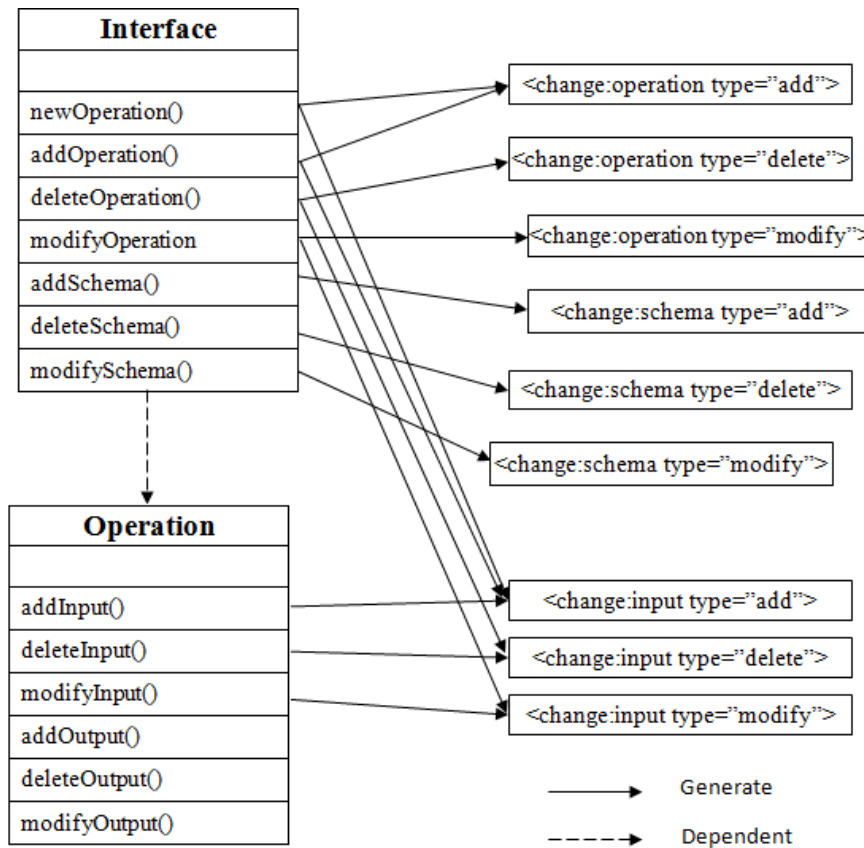 Interface
newOperation()
addOperation()
deleteOperation()
modifyOperation
addSchema()
deleteSchema()
modifySchema()
<change:operation type=”add”>
<change:operation type=”delete”>
<change:operation type=”modify”>
<change:schema type=”add”>
<change:schema type=”delete”>
<change:schema type=”modify”>
Operation
addInput()
deleteInput()
modifyInput()
addOutput()
deleteOutput()
modifyOutput()
<change:input type=”add”>
<change:input type=”delete”>
<change:input type=”modify”>
Generate
Dependent